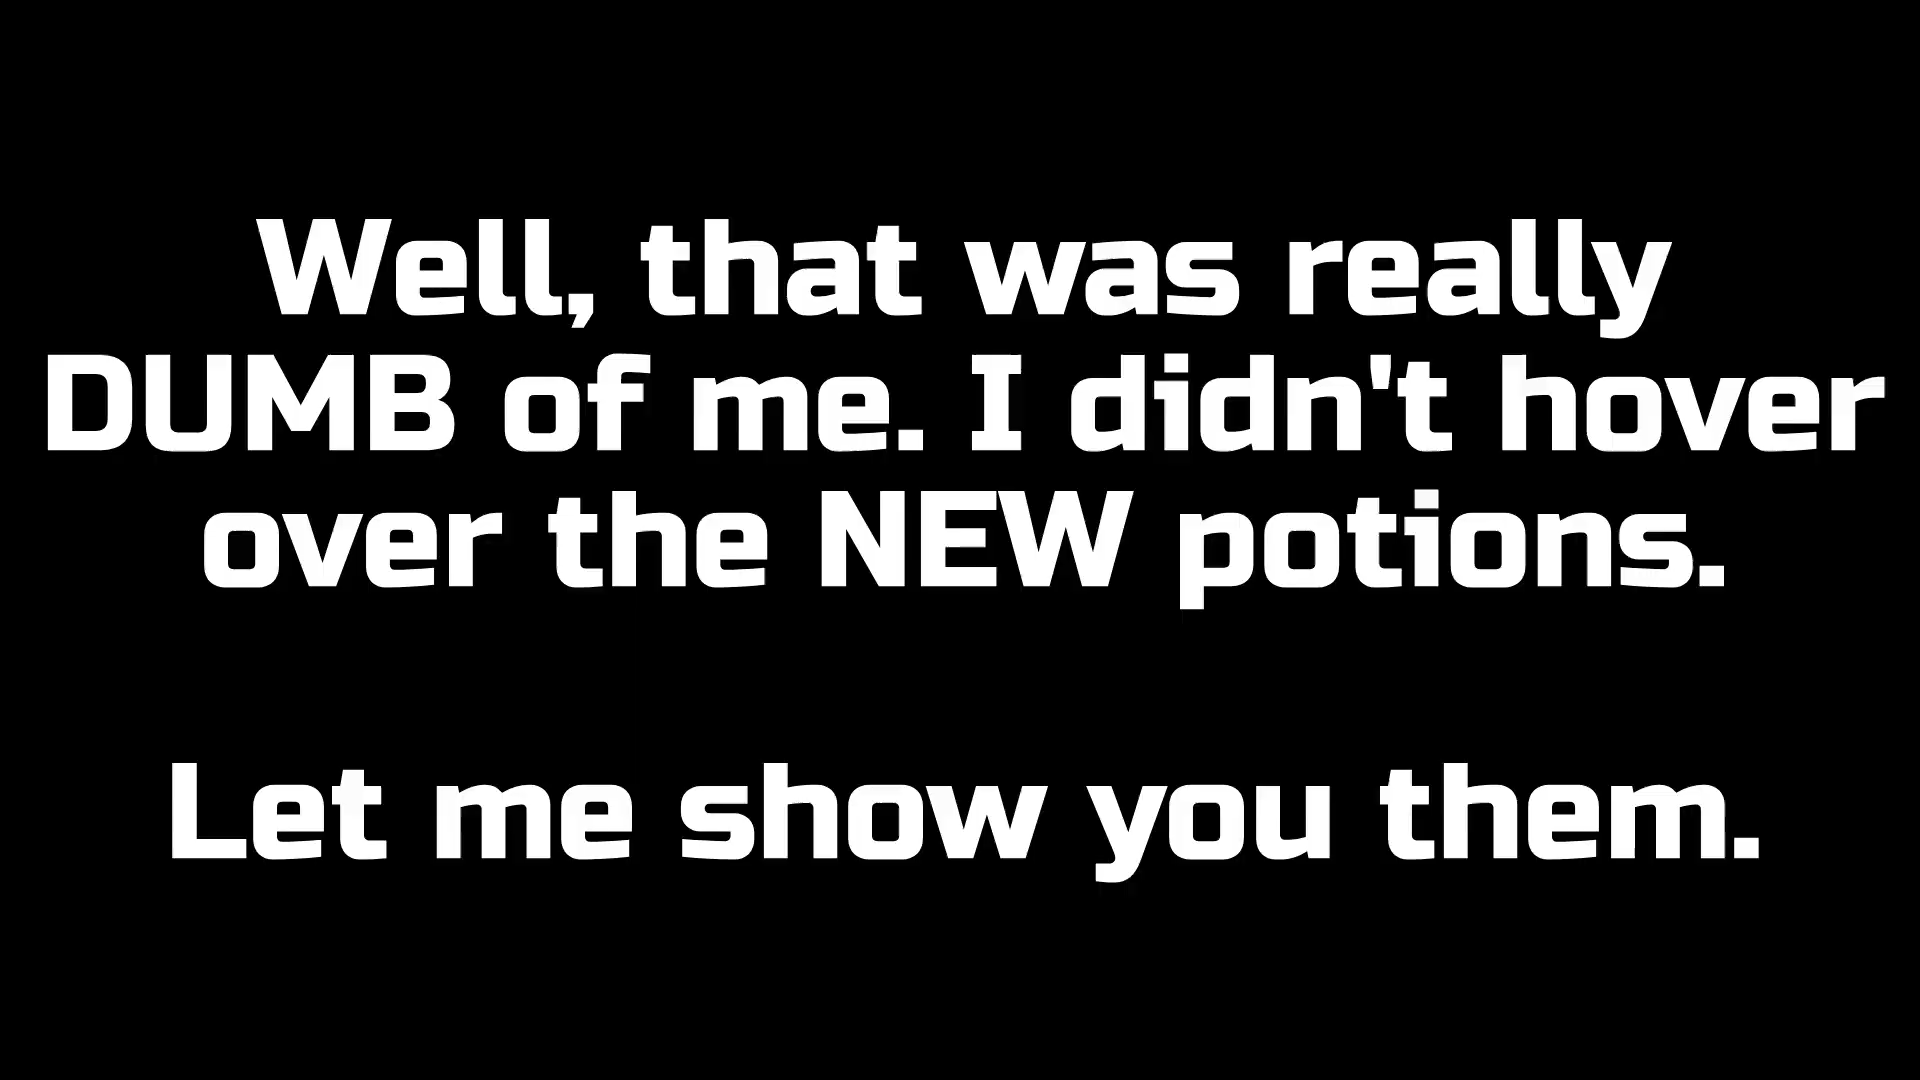 Well, that was really
DUMB of me. I didn't hover
over the NEW potions.
Let me show you them.